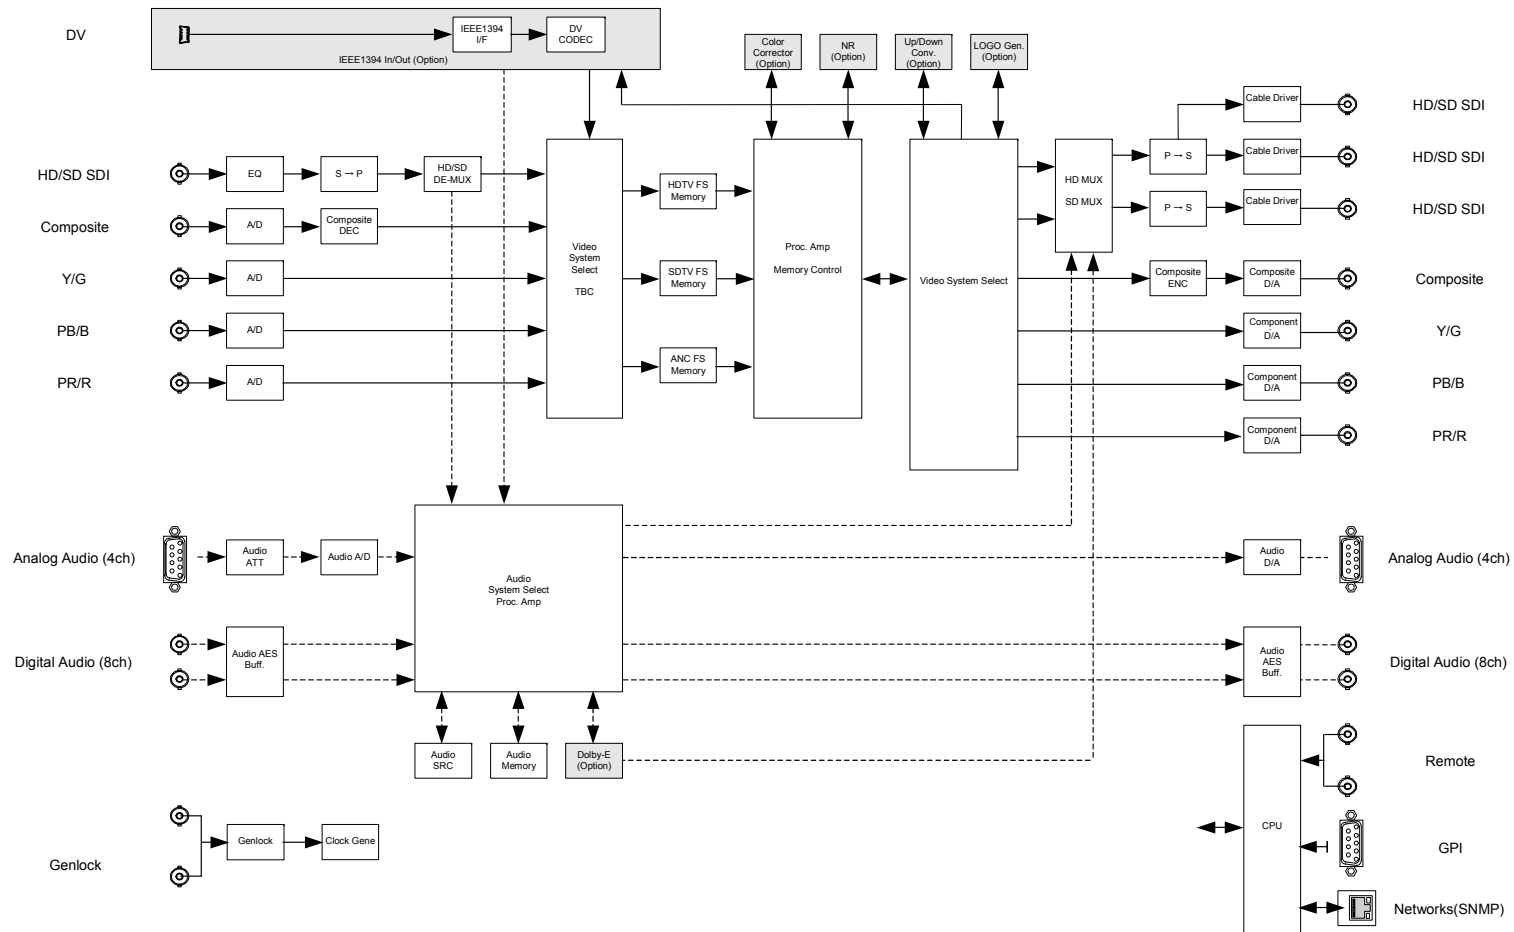 DV
IEEE1394
I/F
DV
CODEC
IEEE1394 In/Out (Option)
Color
Corrector
(Option)
NR
(Option)
Up/Down
Conv.
(Option)
LOGO Gen.
(Option)
Cable Driver
HD/SD SDI
HD/SD SDI
EQ
S→P
HD/SD
DE-MUX
HDTV FS
Memory
HD MUX
SD MUX
P→S
Cable Driver
HD/SD SDI
P→S
Cable Driver
HD/SD SDI
Composite
A/D
Composite
DEC
Video
System
Select
TBC
SDTV FS
Memory
Proc. Amp
Memory Control
Video System Select
Composite
ENC
Composite
D/A
Composite
Y/G
A/D
Component
D/A
Y/G
PB/B
A/D
ANC FS
Memory
Component
D/A
PB/B
PR/R
A/D
Component
D/A
PR/R
Analog Audio (4ch)
Audio
ATT
Audio A/D
Audio
System Select
Proc. Amp
Audio
D/A
Analog Audio (4ch)
Digital Audio (8ch)
Audio AES
Buff.
Audio
AES
Buff.
Digital Audio (8ch)
Audio
SRC
Audio
Memory
Dolby-E
(Option)
Remote
Genlock
Genlock
Clock Gene
CPU
GPI
Networks(SNMP)